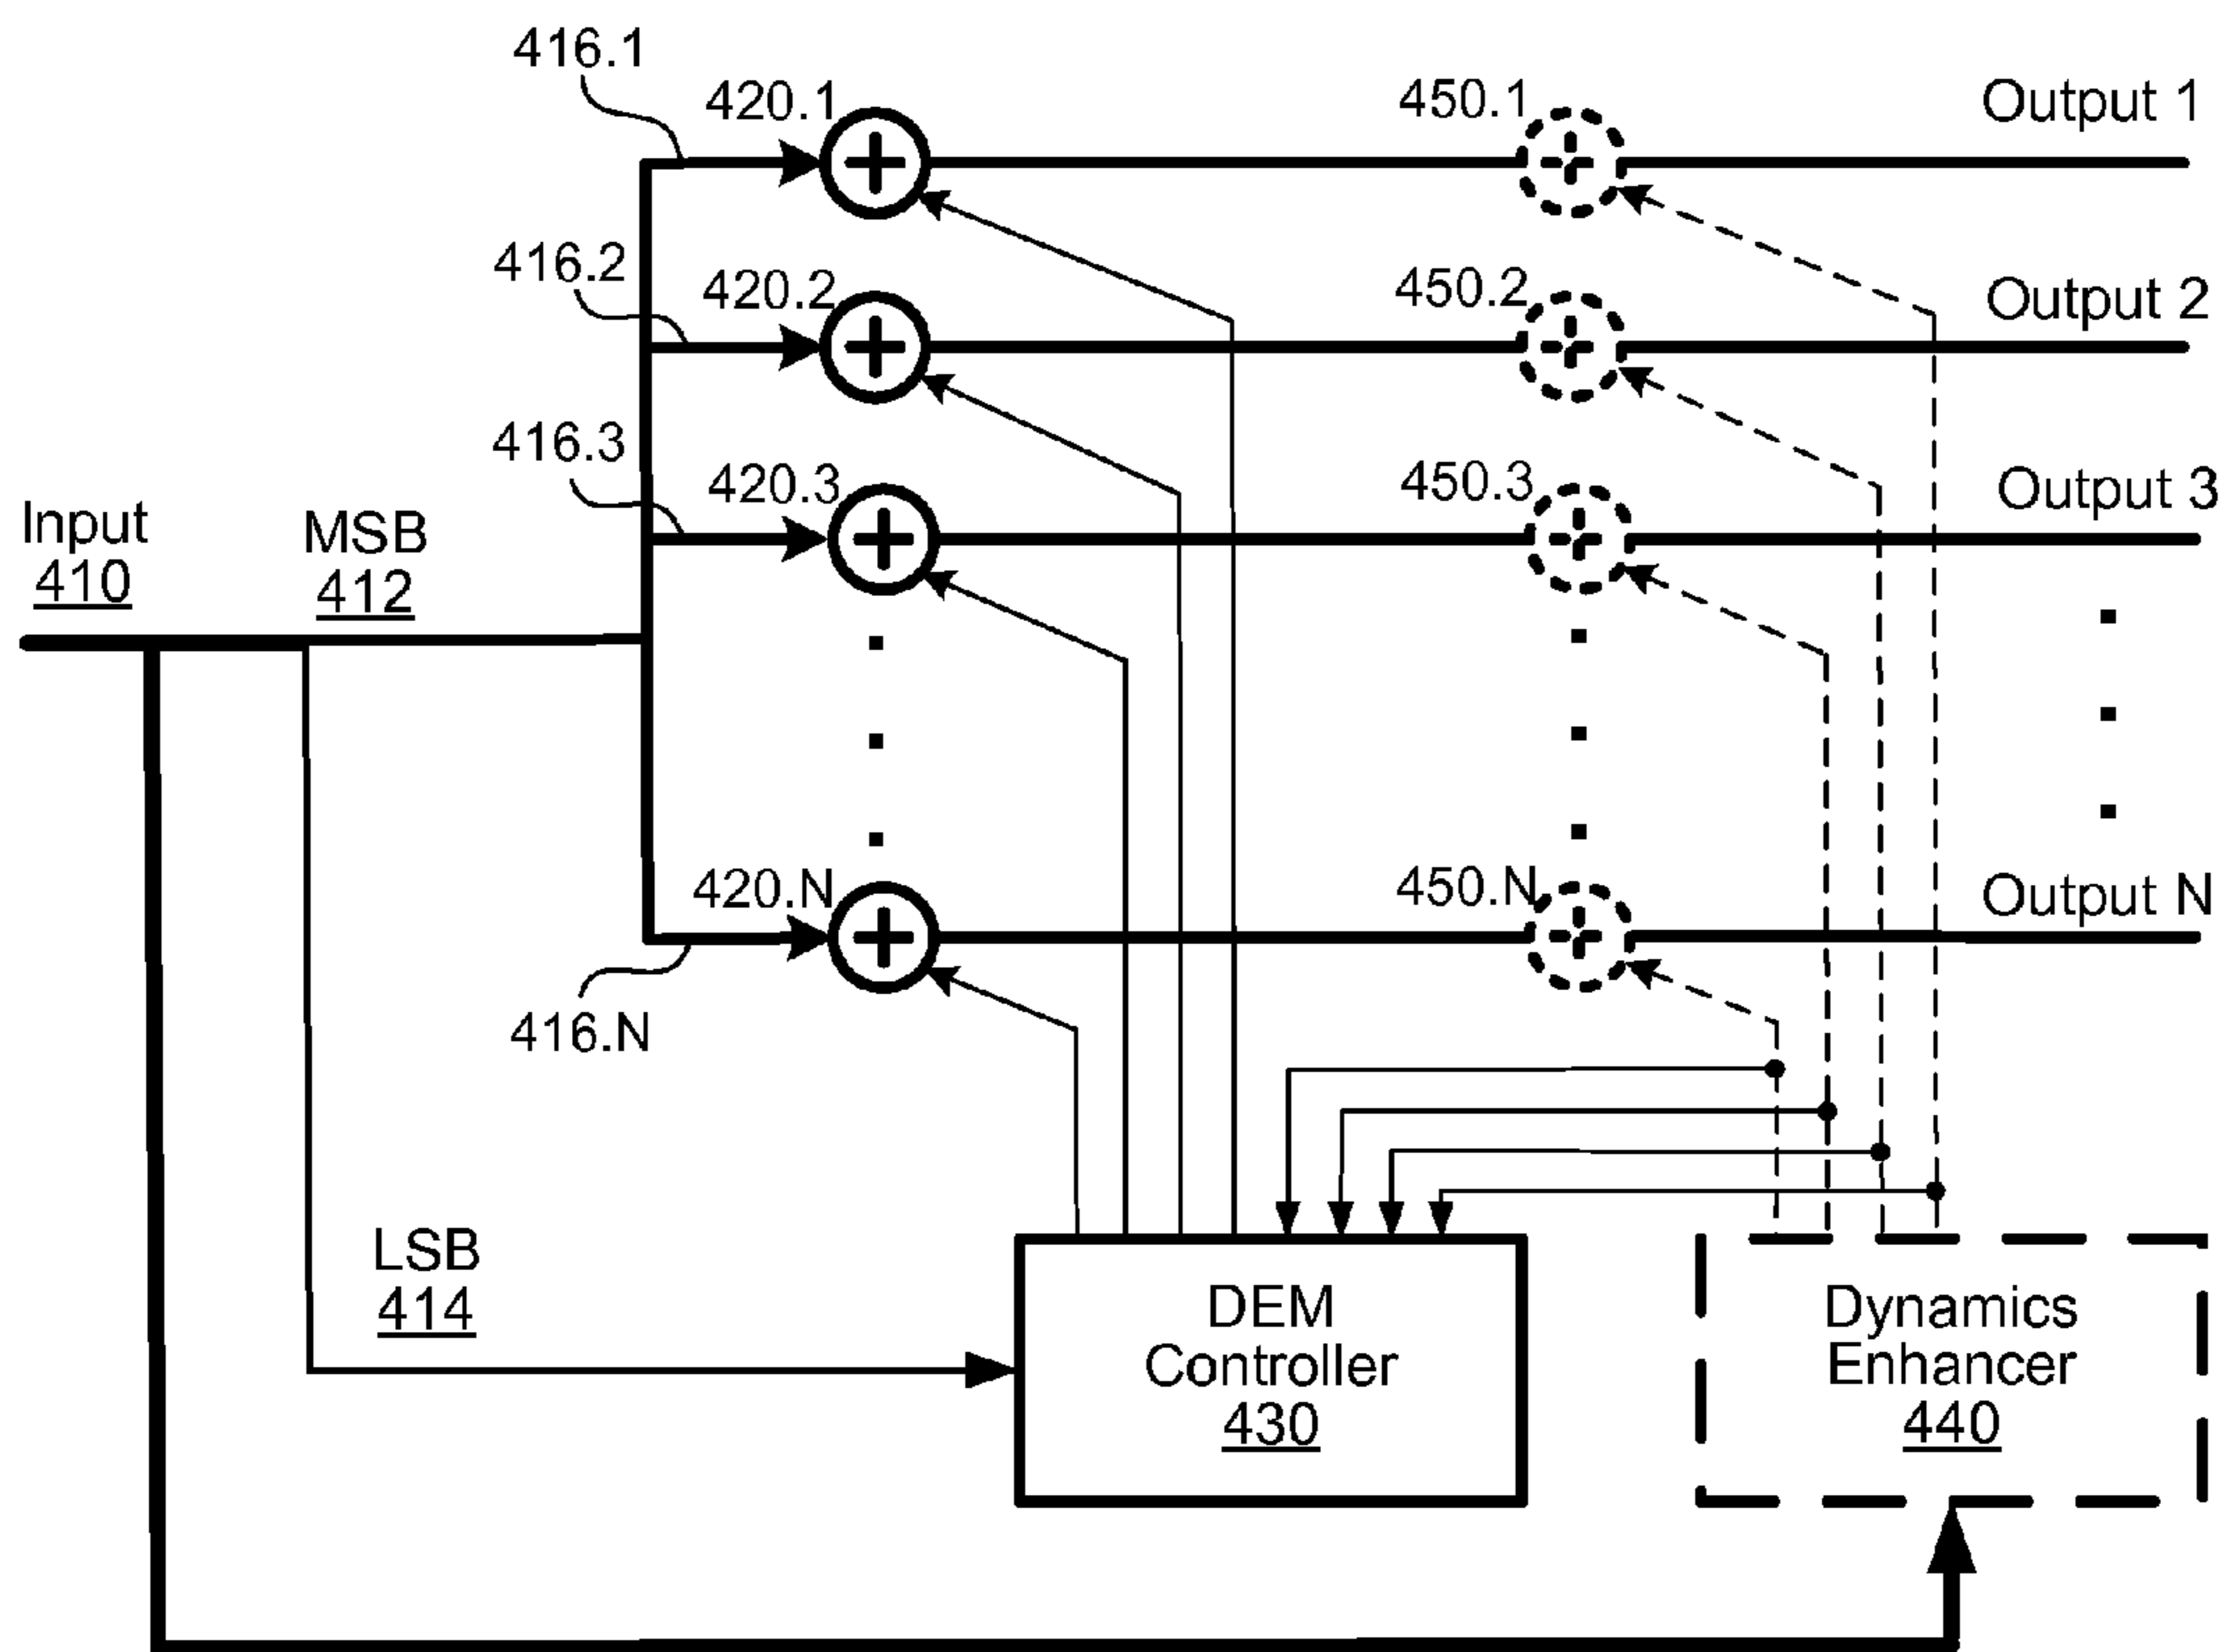 416.1
420.1
450.1
Output 1
416.2
420.2
450.2
Output 2
416.3
420.3
450.3
Output 3
Input
410
MSB
412
420.N
450.N
Output N
416.N
LSB
414
DEM
Controller
430
Dynamics
Enhancer
440